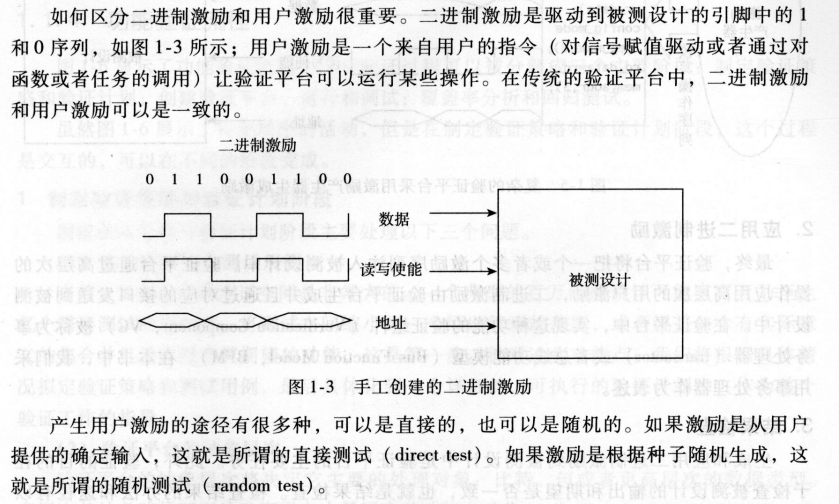 如何区分二进制激励和用户激励很重要。二进制激励是驱动到被测设计的引脚中的1
和0序列，如图1-3所示；用户激励是一个来自用户的指令（对信号赋值驱动或者通过对
函数或者任务的调用）让验证平台可以运行某些操作。在传统的验证平台中，二进制激励
和用户激励可以是一致的。
二进制激励
0 1 1 0 0 1 1 0 0
数据
读写使能
地址
被测设计
图1-3 手工创建的二进制激励
产生用户激励的途径有很多种，可以是直接的，也可以是随机的。如果激励是从用户
提供的确定输入，这就是所谓的直接测试（direct test）。如果激励是根据种子随机生成，这
就是所谓的随机测试（random test）。